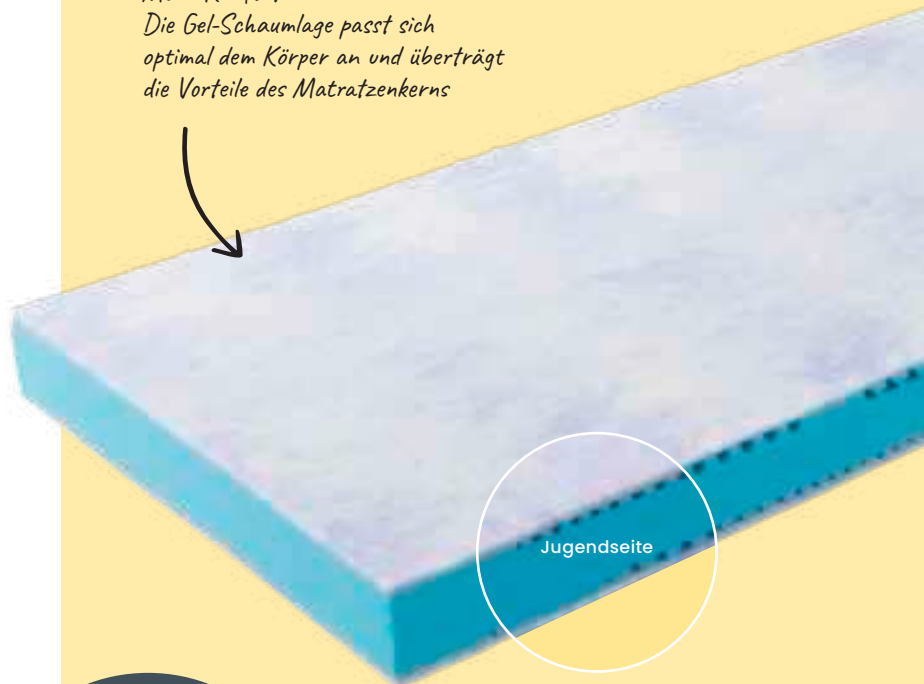 Die Gel-Schaumlage passt sich
optimal dem Körper an und überträgt
die Vorteile des Matratzenkerns
Jugendseite